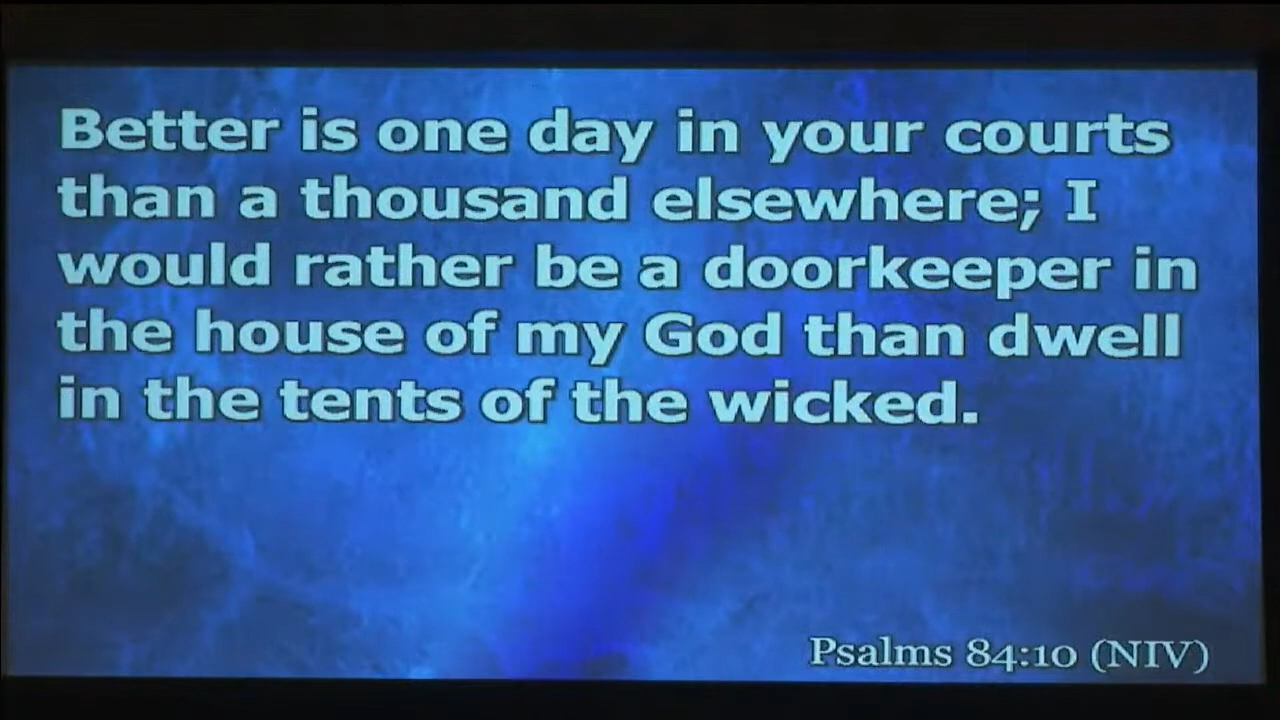 Better is one day in your courts
than a thousand elsewhere; I
would rather be a doorkeeper in
the house of my God than dwell
in the tents of the wicked.
Psalms 84:10 (NIV)